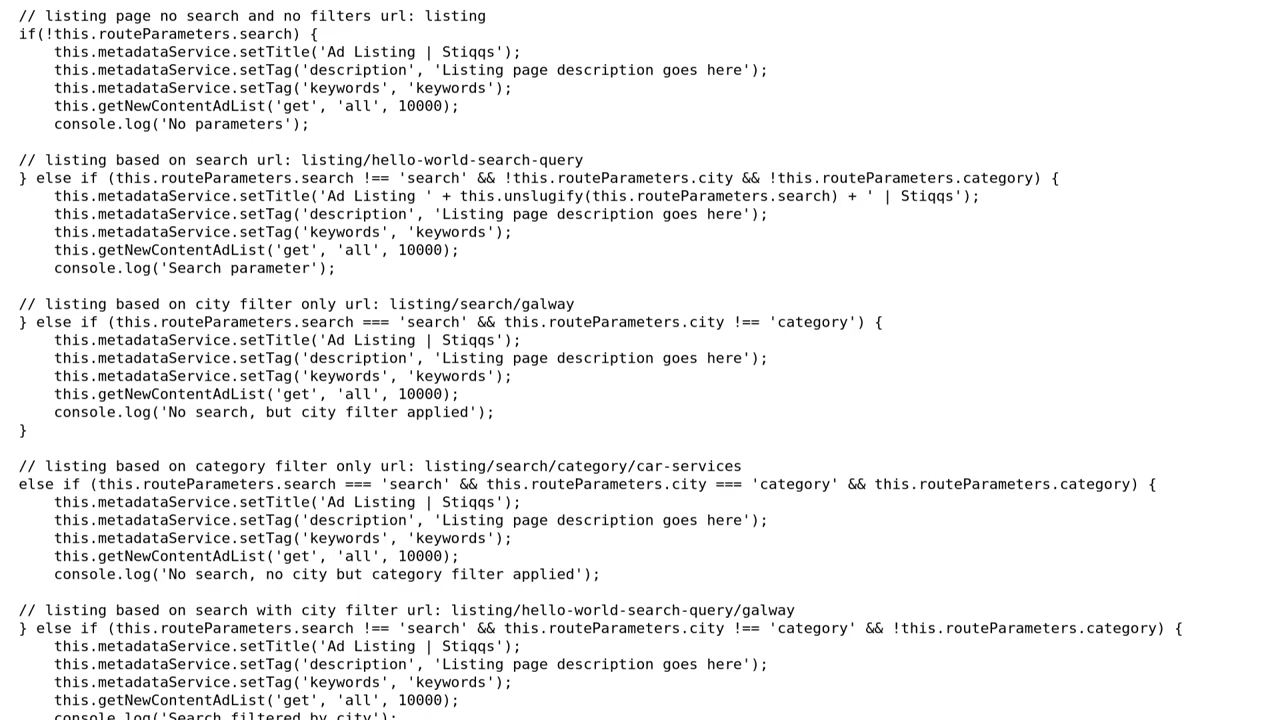 // listing page no search and no filters url: listing
if(!this.routeParameters.search) {
    this.metadataService.setTitle('Ad Listing | Stiqqs');
    this.metadataService.setTag('description', 'Listing page description goes here');
    this.metadataService.setTag('keywords', 'keywords');
    this.getNewContentAdList('get', 'all', 10000);
    console.log('No parameters');

// listing based on search url: listing/hello-world-search-query
} else if (this.routeParameters.search !== 'search' && !this.routeParameters.city && !this.routeParameters.category) {
    this.metadataService.setTitle('Ad Listing ' + this.unslugify(this.routeParameters.search) + ' | Stiqqs');
    this.metadataService.setTag('description', 'Listing page description goes here');
    this.metadataService.setTag('keywords', 'keywords');
    this.getNewContentAdList('get', 'all', 10000);
    console.log('Search parameter');

// listing based on city filter only url: listing/search/galway
} else if (this.routeParameters.search === 'search' && this.routeParameters.city !== 'category') {
    this.metadataService.setTitle('Ad Listing | Stiqqs');
    this.metadataService.setTag('description', 'Listing page description goes here');
    this.metadataService.setTag('keywords', 'keywords');
    this.getNewContentAdList('get', 'all', 10000);
    console.log('No search, but city filter applied');
}

// listing based on category filter only url: listing/search/category/car-services
else if (this.routeParameters.search === 'search' && this.routeParameters.city === 'category' && this.routeParameters.category) {
    this.metadataService.setTitle('Ad Listing | Stiqqs');
    this.metadataService.setTag('description', 'Listing page description goes here');
    this.metadataService.setTag('keywords', 'keywords');
    this.getNewContentAdList('get', 'all', 10000);
    console.log('No search, no city but category filter applied');

// listing based on search with city filter url: listing/hello-world-search-query/galway
} else if (this.routeParameters.search !== 'search' && this.routeParameters.city !== 'category' && !this.routeParameters.category) {
    this.metadataService.setTitle('Ad Listing | Stiqqs');
    this.metadataService.setTag('description', 'Listing page description goes here');
    this.metadataService.setTag('keywords', 'keywords');
    this.getNewContentAdList('get', 'all', 10000);
    console.log('Search filtered by city');